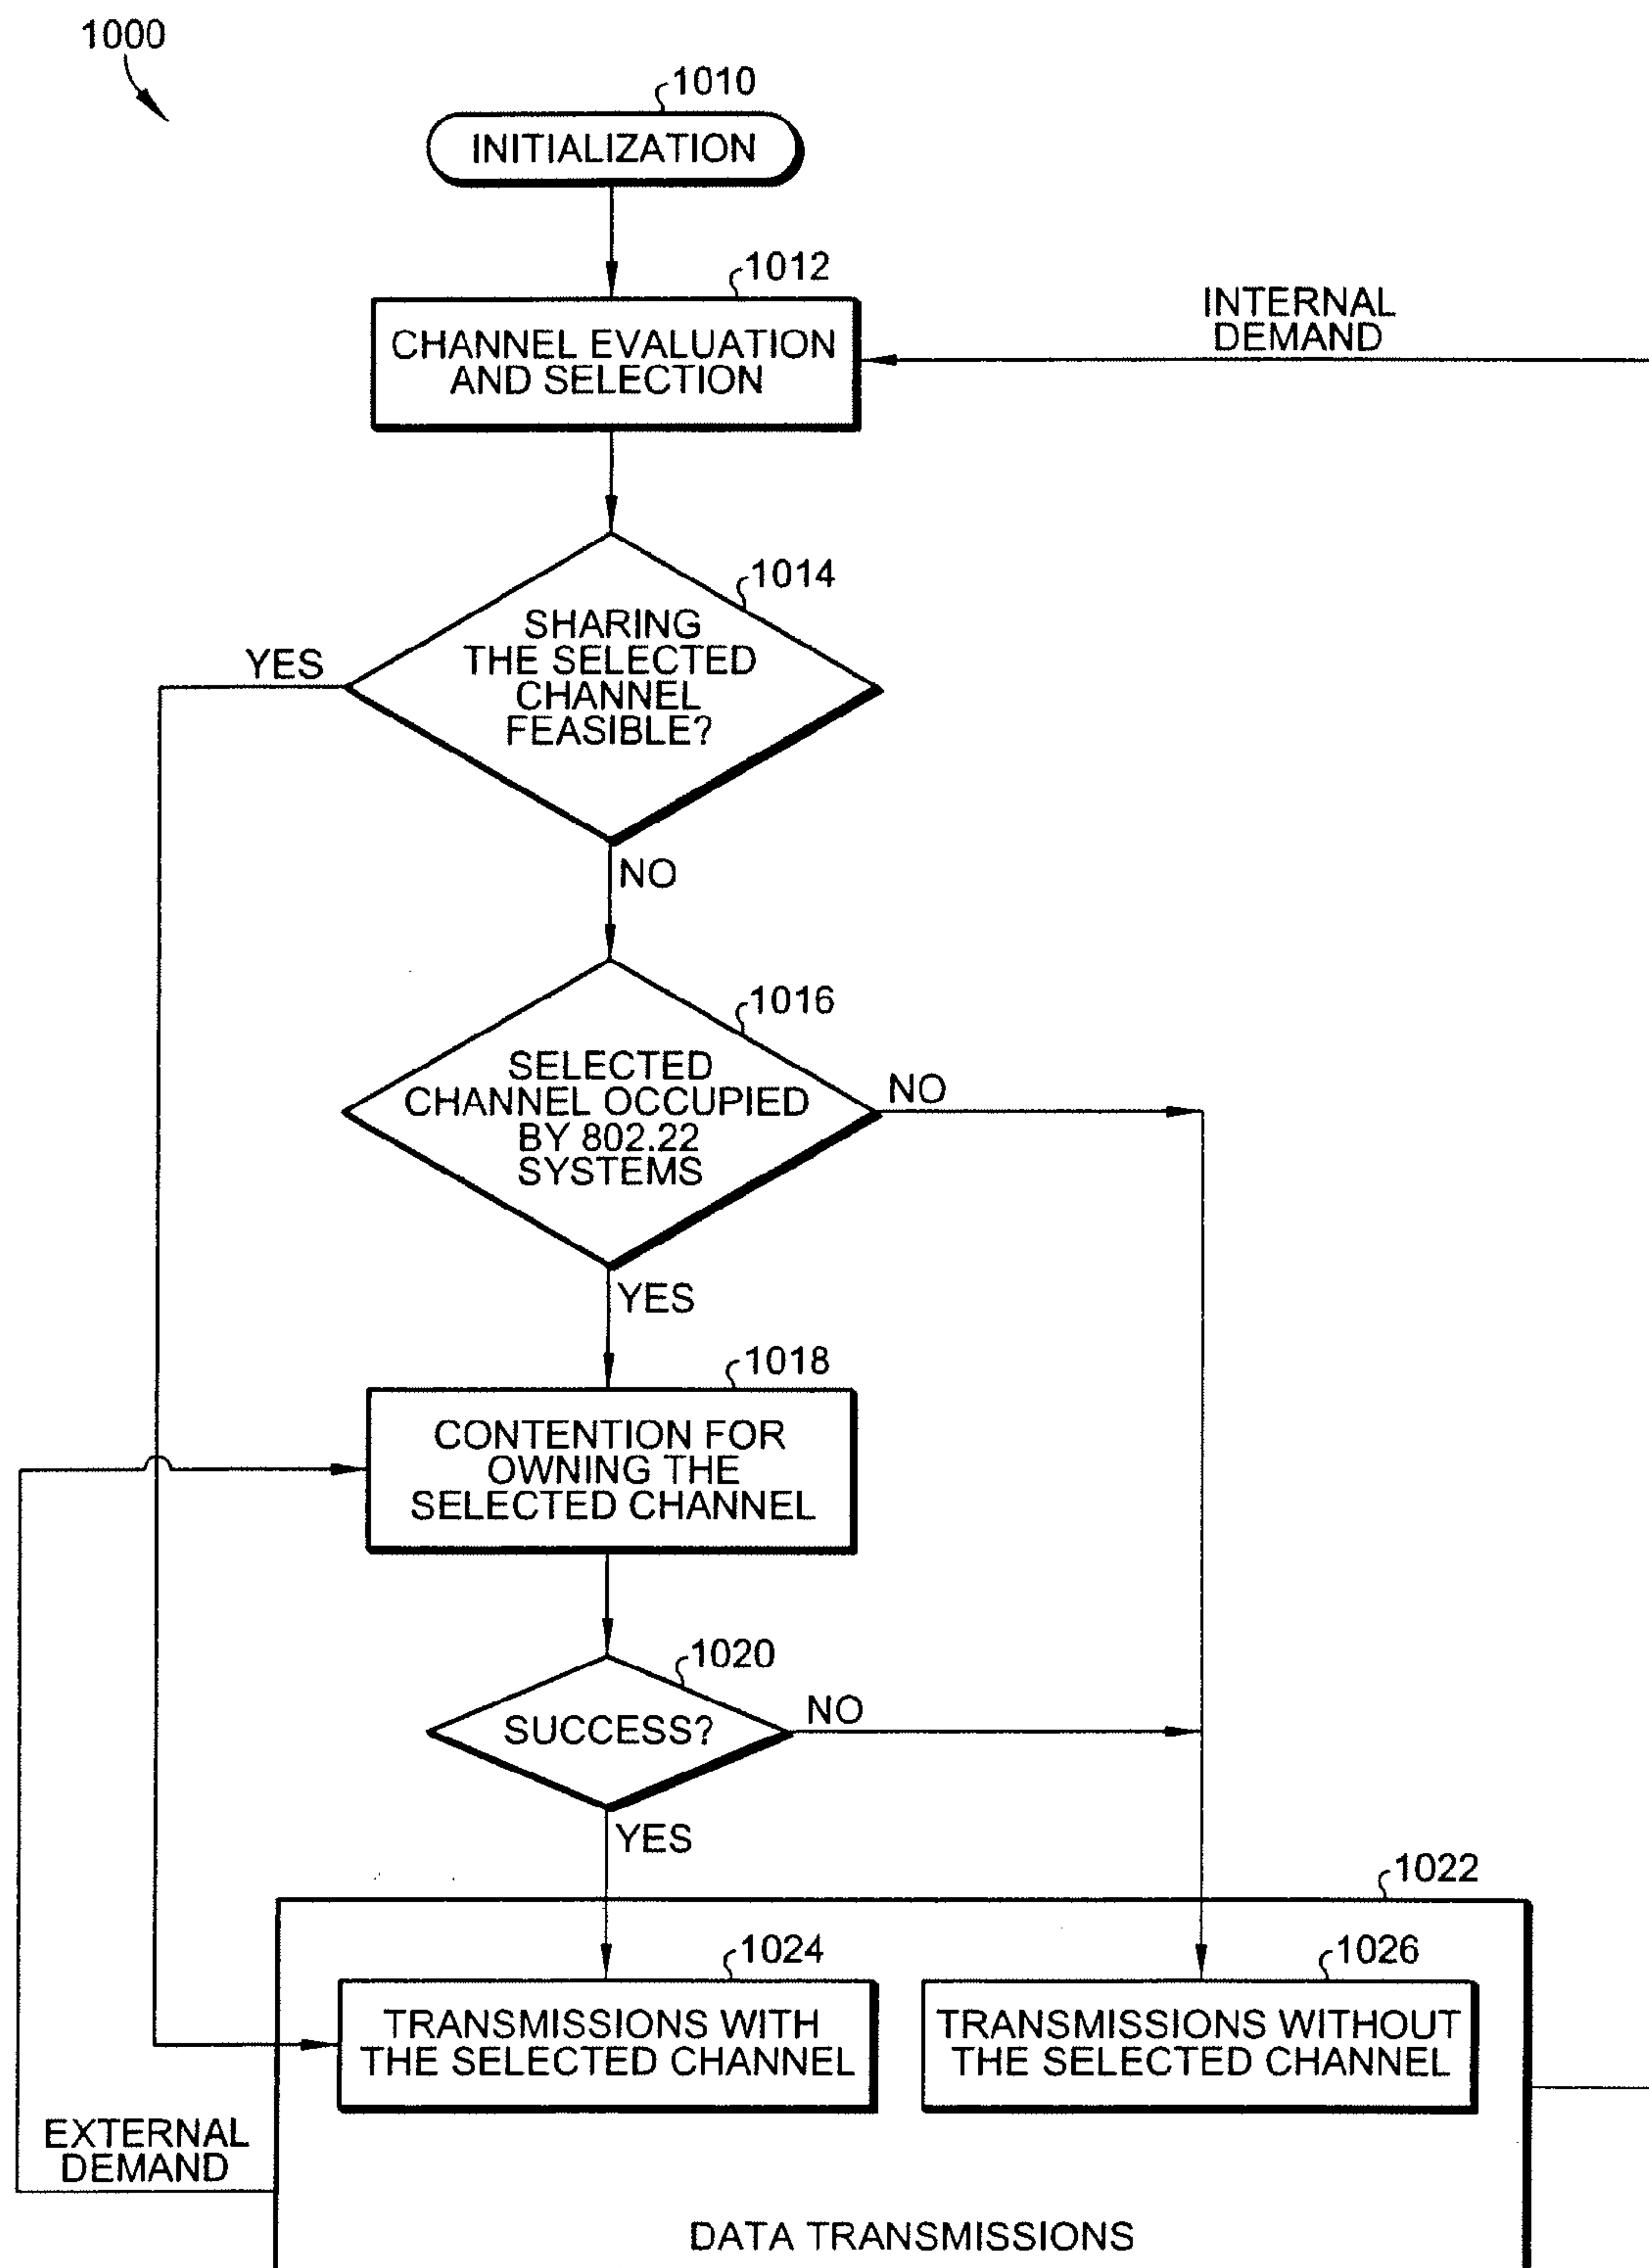 1000
1010
INITIALIZATION
1012
CHANNEL EVALUATION
AND SELECTION
INTERNAL
DEMAND
1014
SHARING
THE SELECTED
CHANNEL
FEASIBLE?
YES
NO
1016
SELECTED
CHANNEL OCCUPIED
BY 802.22
SYSTEMS
NO
YES
1018
CONTENTION FOR
OWNING THE
SELECTED CHANNEL
1020
SUCCESS?
NO
YES
1022
1024
TRANSMISSIONS WITH
THE SELECTED CHANNEL
1026
TRANSMISSIONS WITHOUT
THE SELECTED CHANNEL
EXTERNAL
DEMAND
DATA TRANSMISSIONS